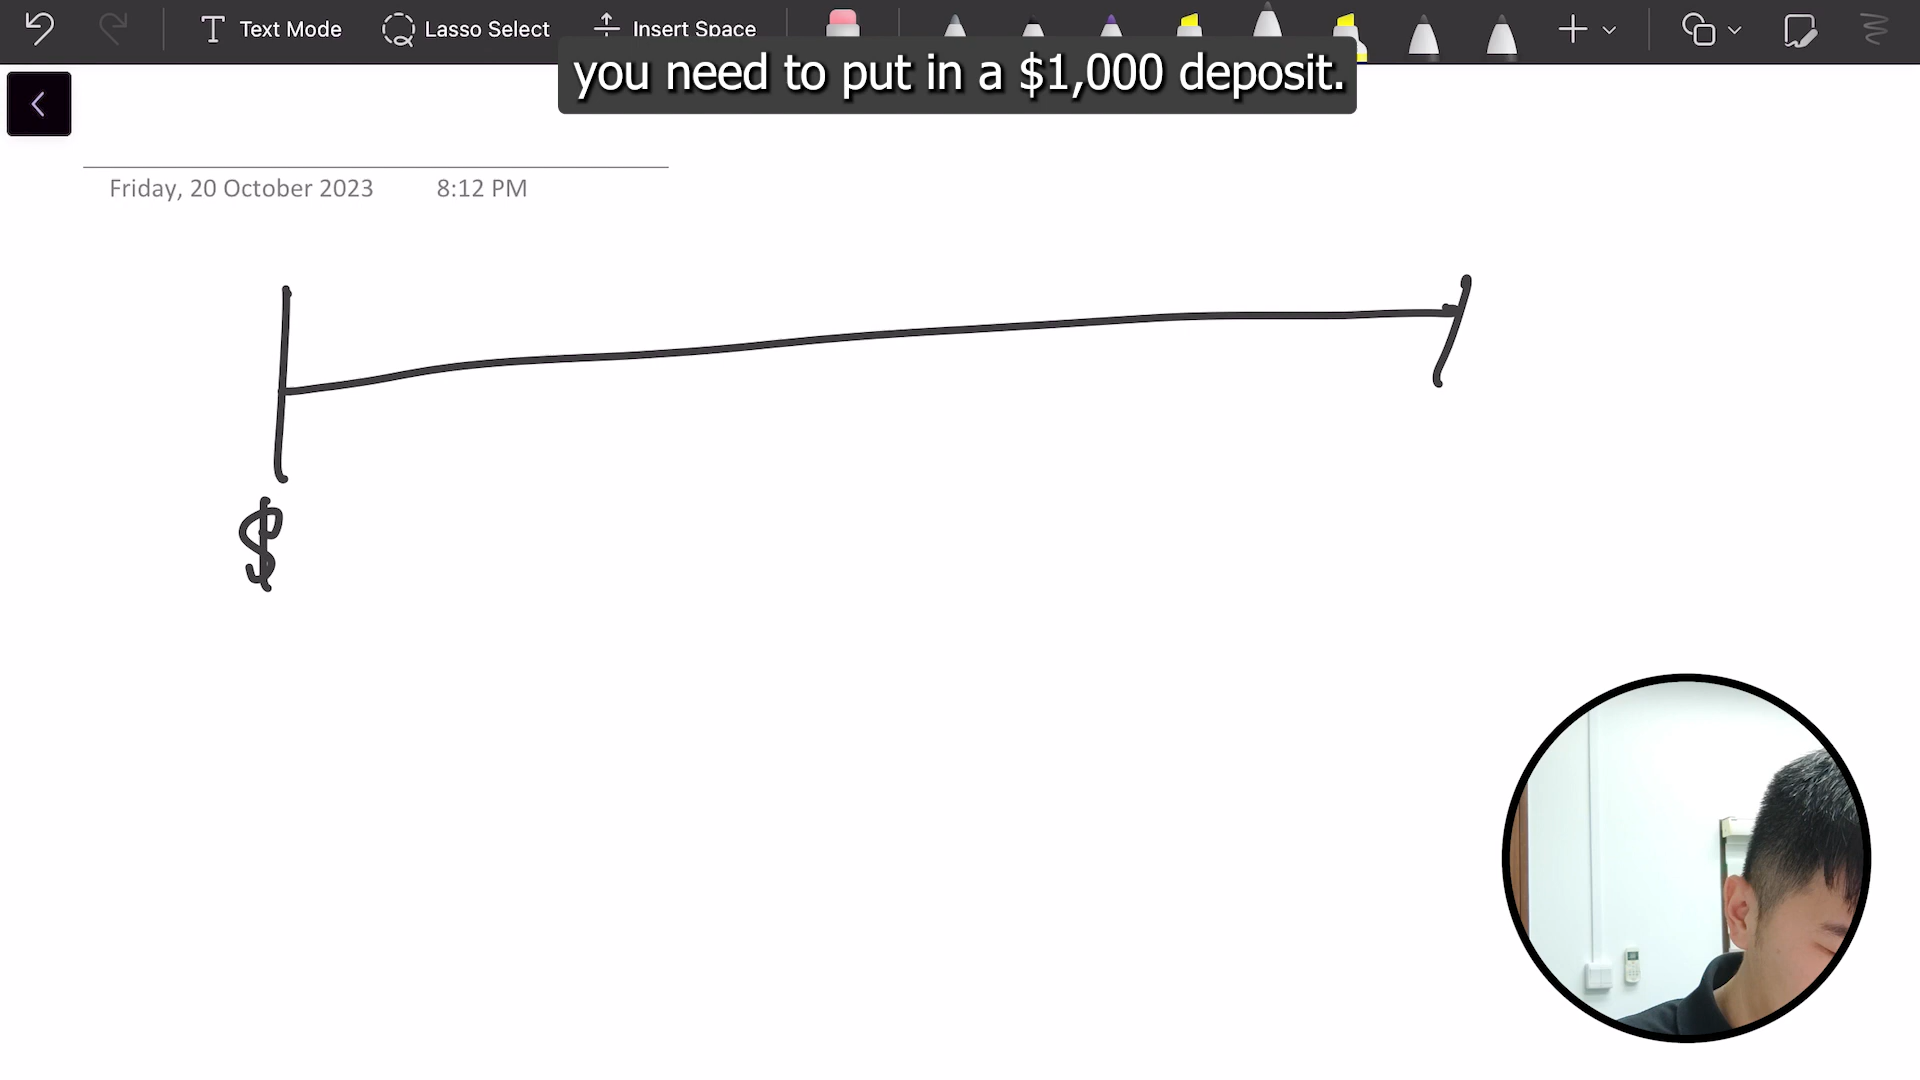 Text Mode
Lasso Select
Insert Space
you need to put in a $1,000 deposit.
Friday, 20 October 2023 8:12 PM
$